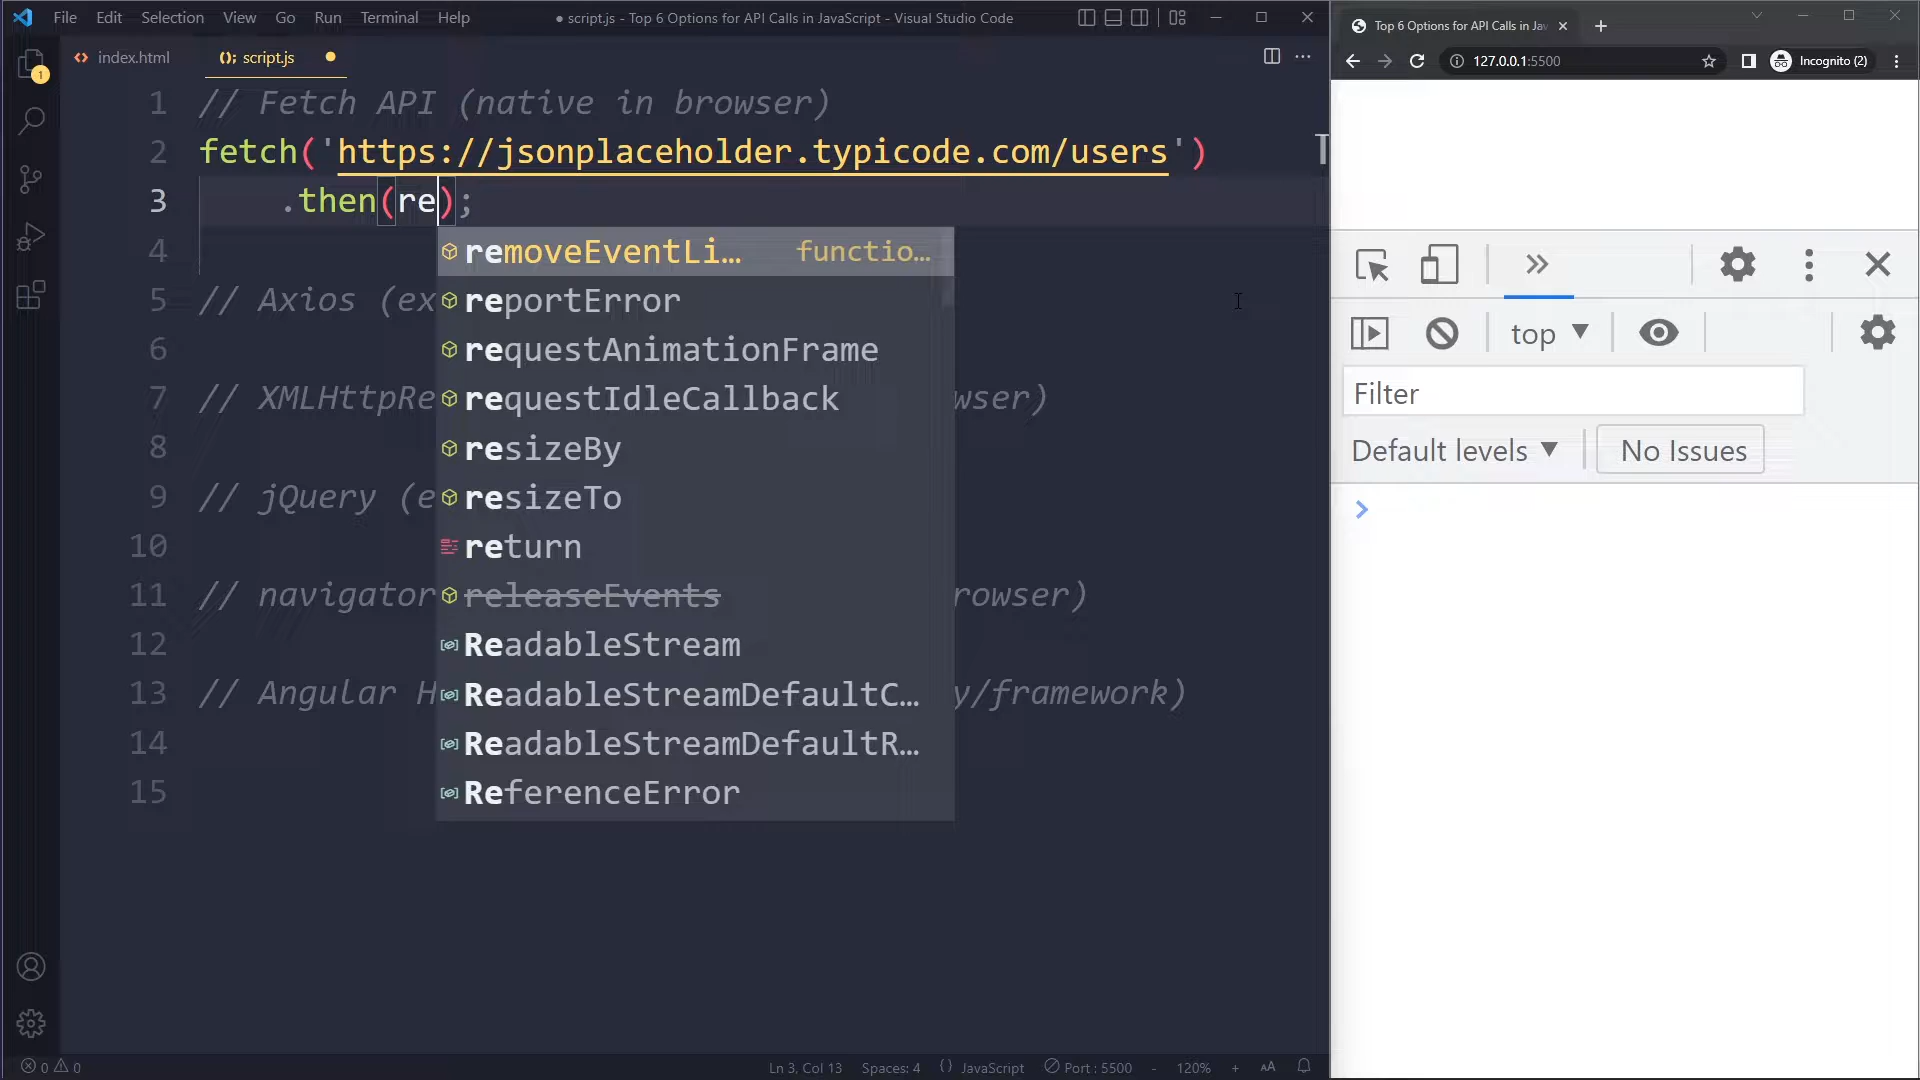 File Edit Selection View Go Run Terminal Help
● script.js - Top 6 Options for API Calls in JavaScript - Visual Studio Code
index.html
script.js
1 // Fetch API (native in browser)
2 fetch('https://jsonplaceholder.typicode.com/users')
3 .then(re);
4
5 // Axios (ex
6
7 // XMLHttpRe wser)
8
9 // jQuery (e
10
11 // navigator rowser)
12
13 // Angular H y/framework)
14
15
removeEventLi… functio…
reportError
requestAnimationFrame
requestIdleCallback
resizeBy
resizeTo
return
releaseEvents
ReadableStream
ReadableStreamDefaultC…
ReadableStreamDefaultR…
ReferenceError
1
0 0
Ln 3, Col 13 Spaces: 4 JavaScript Port : 5500 - 120% + AA
Top 6 Options for API Calls in Jav
127.0.0.1:5500
Incognito (2)
top
Filter
Default levels
No Issues